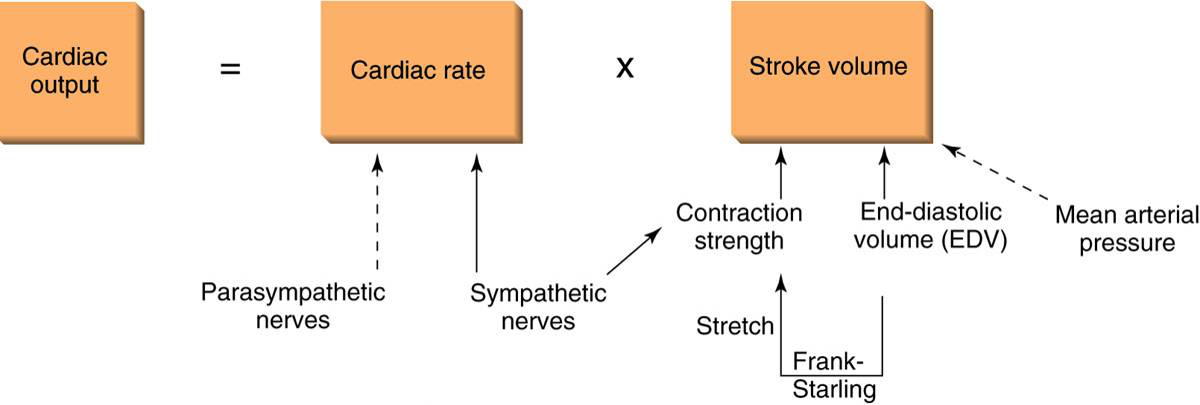 Cardiac
output
=
Cardiac rate
x
Stroke volume
Contraction
strength
End-diastolic
volume (EDV)
Mean arterial
pressure
Parasympathetic
nerves
Sympathetic
nerves
Stretch
Frank-
Starling